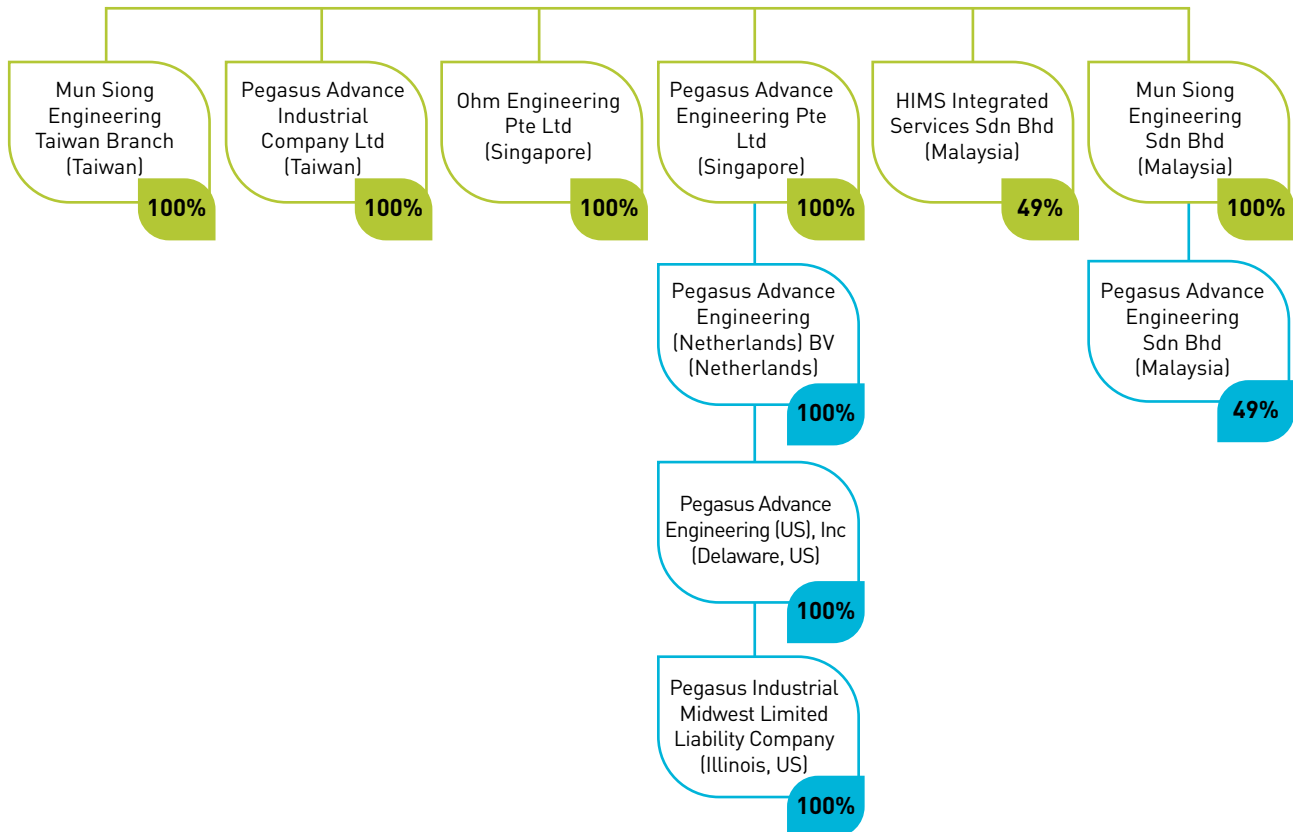 Mun Siong
Engineering
Taiwan Branch
(Taiwan)
100%
Pegasus Advance
Industrial
Company Ltd
(Taiwan)
100%
Ohm Engineering
Pte Ltd
(Singapore)
100%
Pegasus Advance
Engineering Pte
Ltd
(Singapore)
100%
HIMS Integrated
Services Sdn Bhd
(Malaysia)
49%
Mun Siong
Engineering
Sdn Bhd
(Malaysia)
100%
Pegasus Advance
Engineering
(Netherlands) BV
(Netherlands)
100%
Pegasus Advance
Engineering
Sdn Bhd
(Malaysia)
49%
Pegasus Advance
Engineering (US), Inc
(Delaware, US)
100%
Pegasus Industrial
Midwest Limited
Liability Company
(Illinois, US)
100%